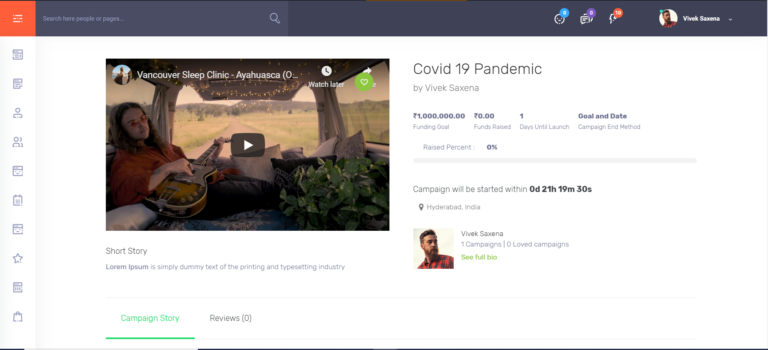 Search here people or pages...
6
0
Vivek Saxena
Vancouver Sleep Clinic - Ayahuasca (O...
Watch later
Covid 19 Pandemic
by Vivek Saxena
₹1,000,000.00 ₹0.00 1 Goal and Date
Funding Goal Funds Raised Days Until Launch Campaign End Method
Raised Percent : 0%
Campaign will be started within 0d 21h 19m 30s
Hyderabad, India
Vivek Saxena
1 Campaigns | 0 Loved campaigns
See full bio
Short Story
Lorem Ipsum is simply dummy text of the printing and typesetting industry
Campaign Story Reviews (0)